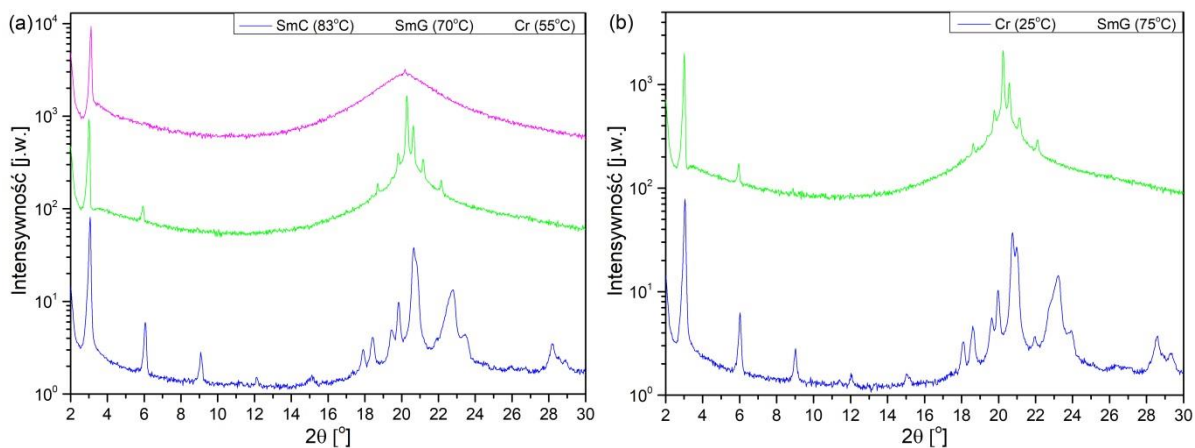 (a)
SmC (83°C) SmG (70°C) Cr (55°C)
Intensywność [j.w.]
10⁴
10³
10²
10¹
10⁰
2 4 6 8 10 12 14 16 18 20 22 24 26 28 30
2θ [°]
(b)
Cr (25°C) SmG (75°C)
Intensywność [j.w.]
10³
10²
10¹
10⁰
2 4 6 8 10 12 14 16 18 20 22 24 26 28 30
2θ [°]